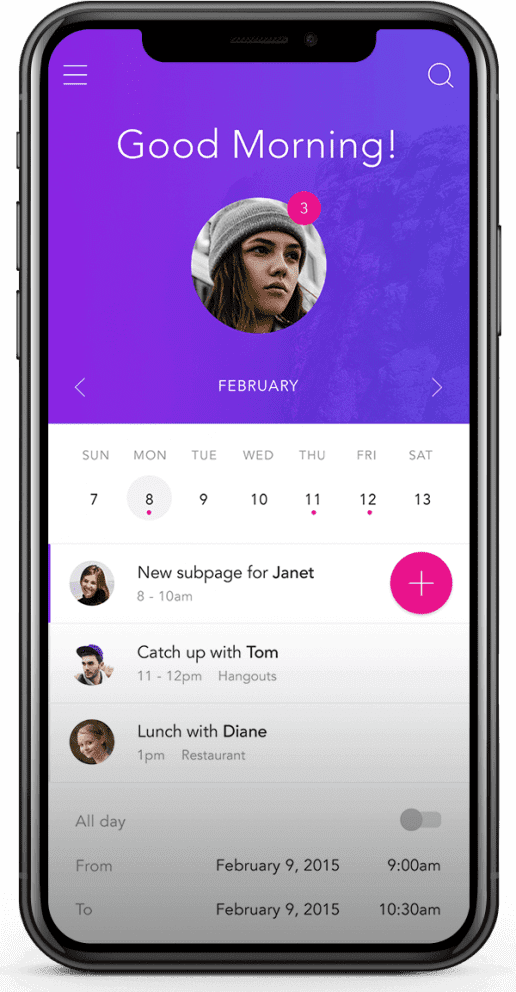 Good Morning!
3
FEBRUARY
SUN MON TUE WED THU FRI SAT
7 8 9 10 11 12 13
New subpage for Janet
8 - 10am
Catch up with Tom
11 - 12pm Hangouts
Lunch with Diane
1pm Restaurant
All day
From February 9, 2015 9:00am
To February 9, 2015 10:30am